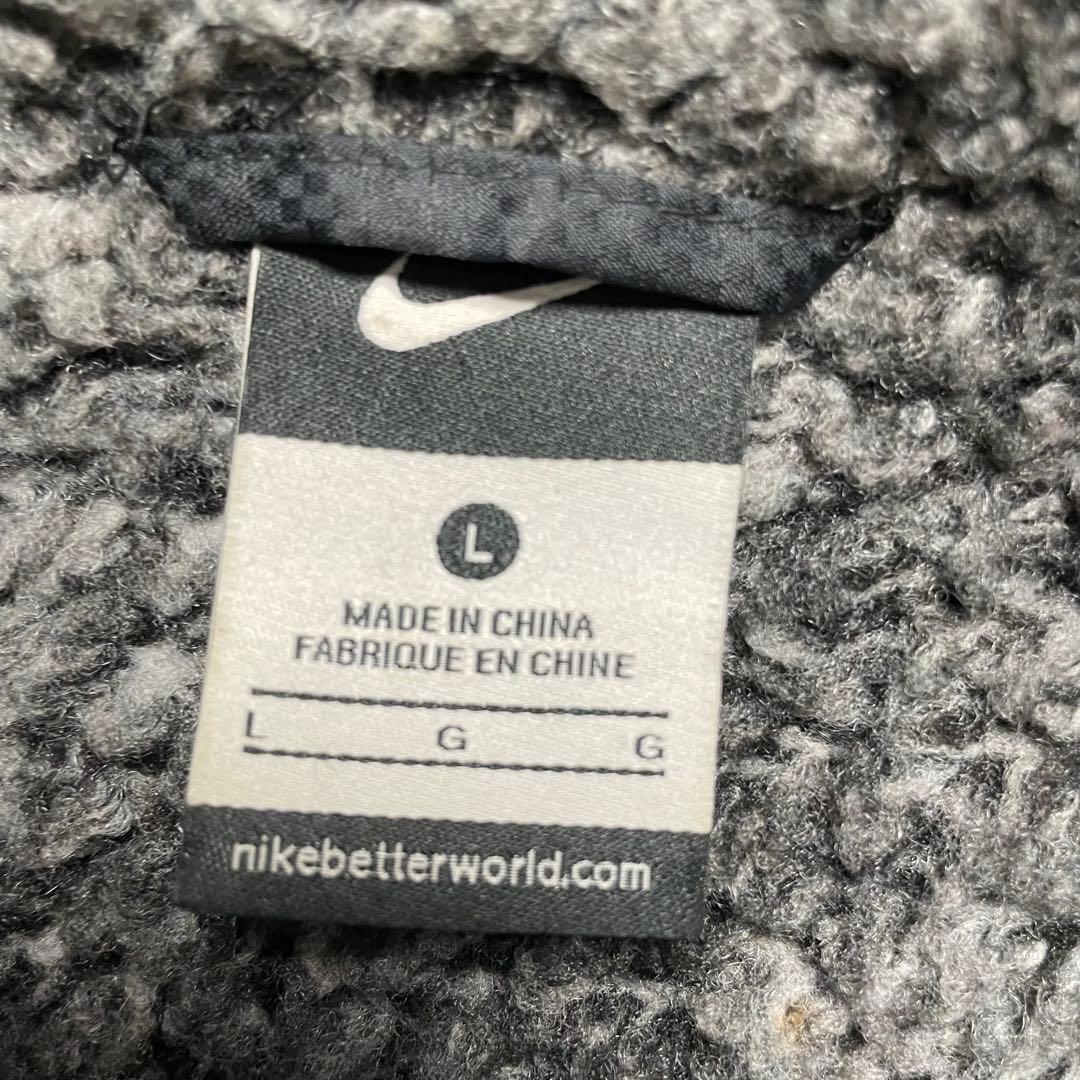 L
MADE IN CHINA
FABRIQUE EN CHINE
L G G
nikebetterworld.com